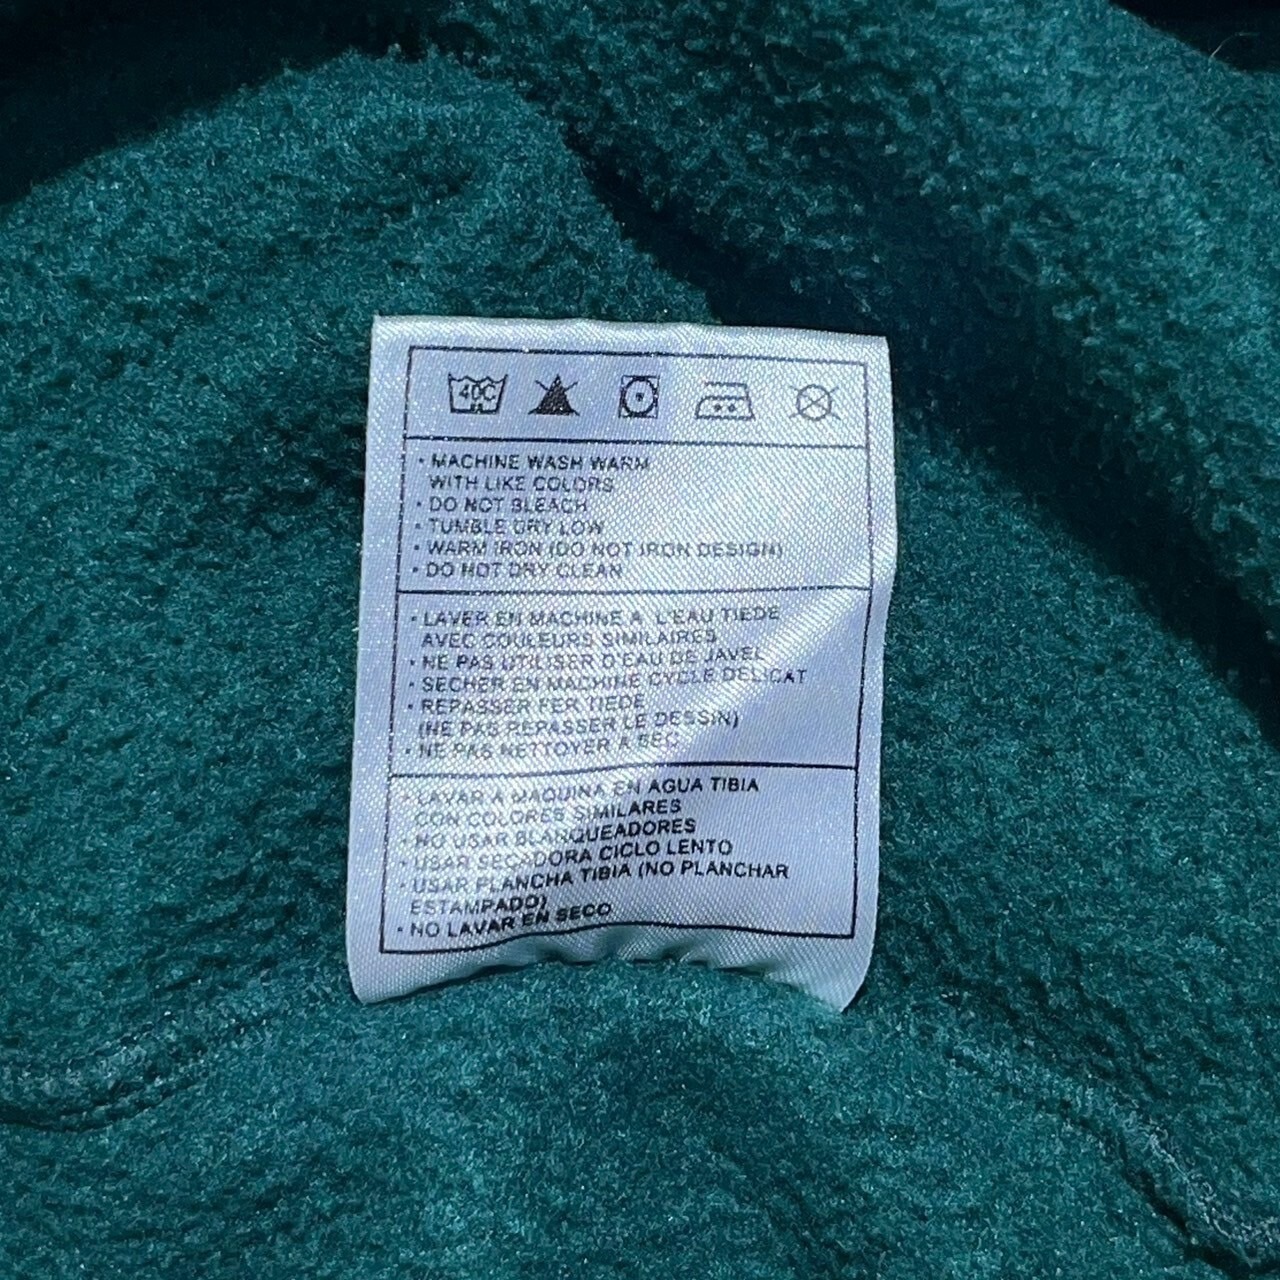 40C
• MACHINE WASH WARM
WITH LIKE COLORS
• DO NOT BLEACH
• TUMBLE DRY LOW
• WARM IRON (DO NOT IRON DESIGN)
• DO NOT DRY CLEAN
• LAVER EN MACHINE A L'EAU TIEDE
AVEC COULEURS SIMILAIRES
• NE PAS UTILISER D'EAU DE JAVEL
• SECHER EN MACHINE CYCLE DELICAT
• REPASSER FER TIEDE
(NE PAS REPASSER LE DESSIN)
• NE PAS NETTOYER A SEC
• LAVAR A MAQUINA EN AGUA TIBIA
CON COLORES SIMILARES
NO USAR BLANQUEADORES
• USAR SECADORA CICLO LENTO
• USAR PLANCHA TIBIA (NO PLANCHAR
ESTAMPADO)
• NO LAVAR EN SECO